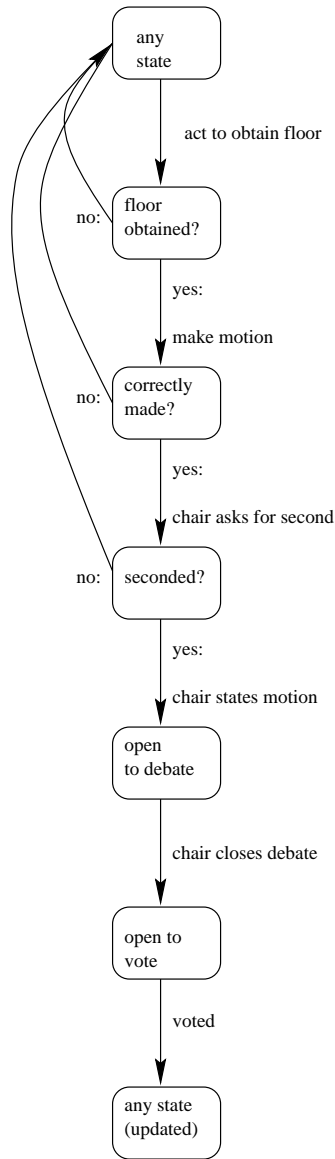 any
state
act to obtain floor
no:
floor
obtained?
yes:
make motion
no:
correctly
made?
yes:
chair asks for second
no:
seconded?
yes:
chair states motion
open
to debate
chair closes debate
open to
vote
voted
any state
(updated)